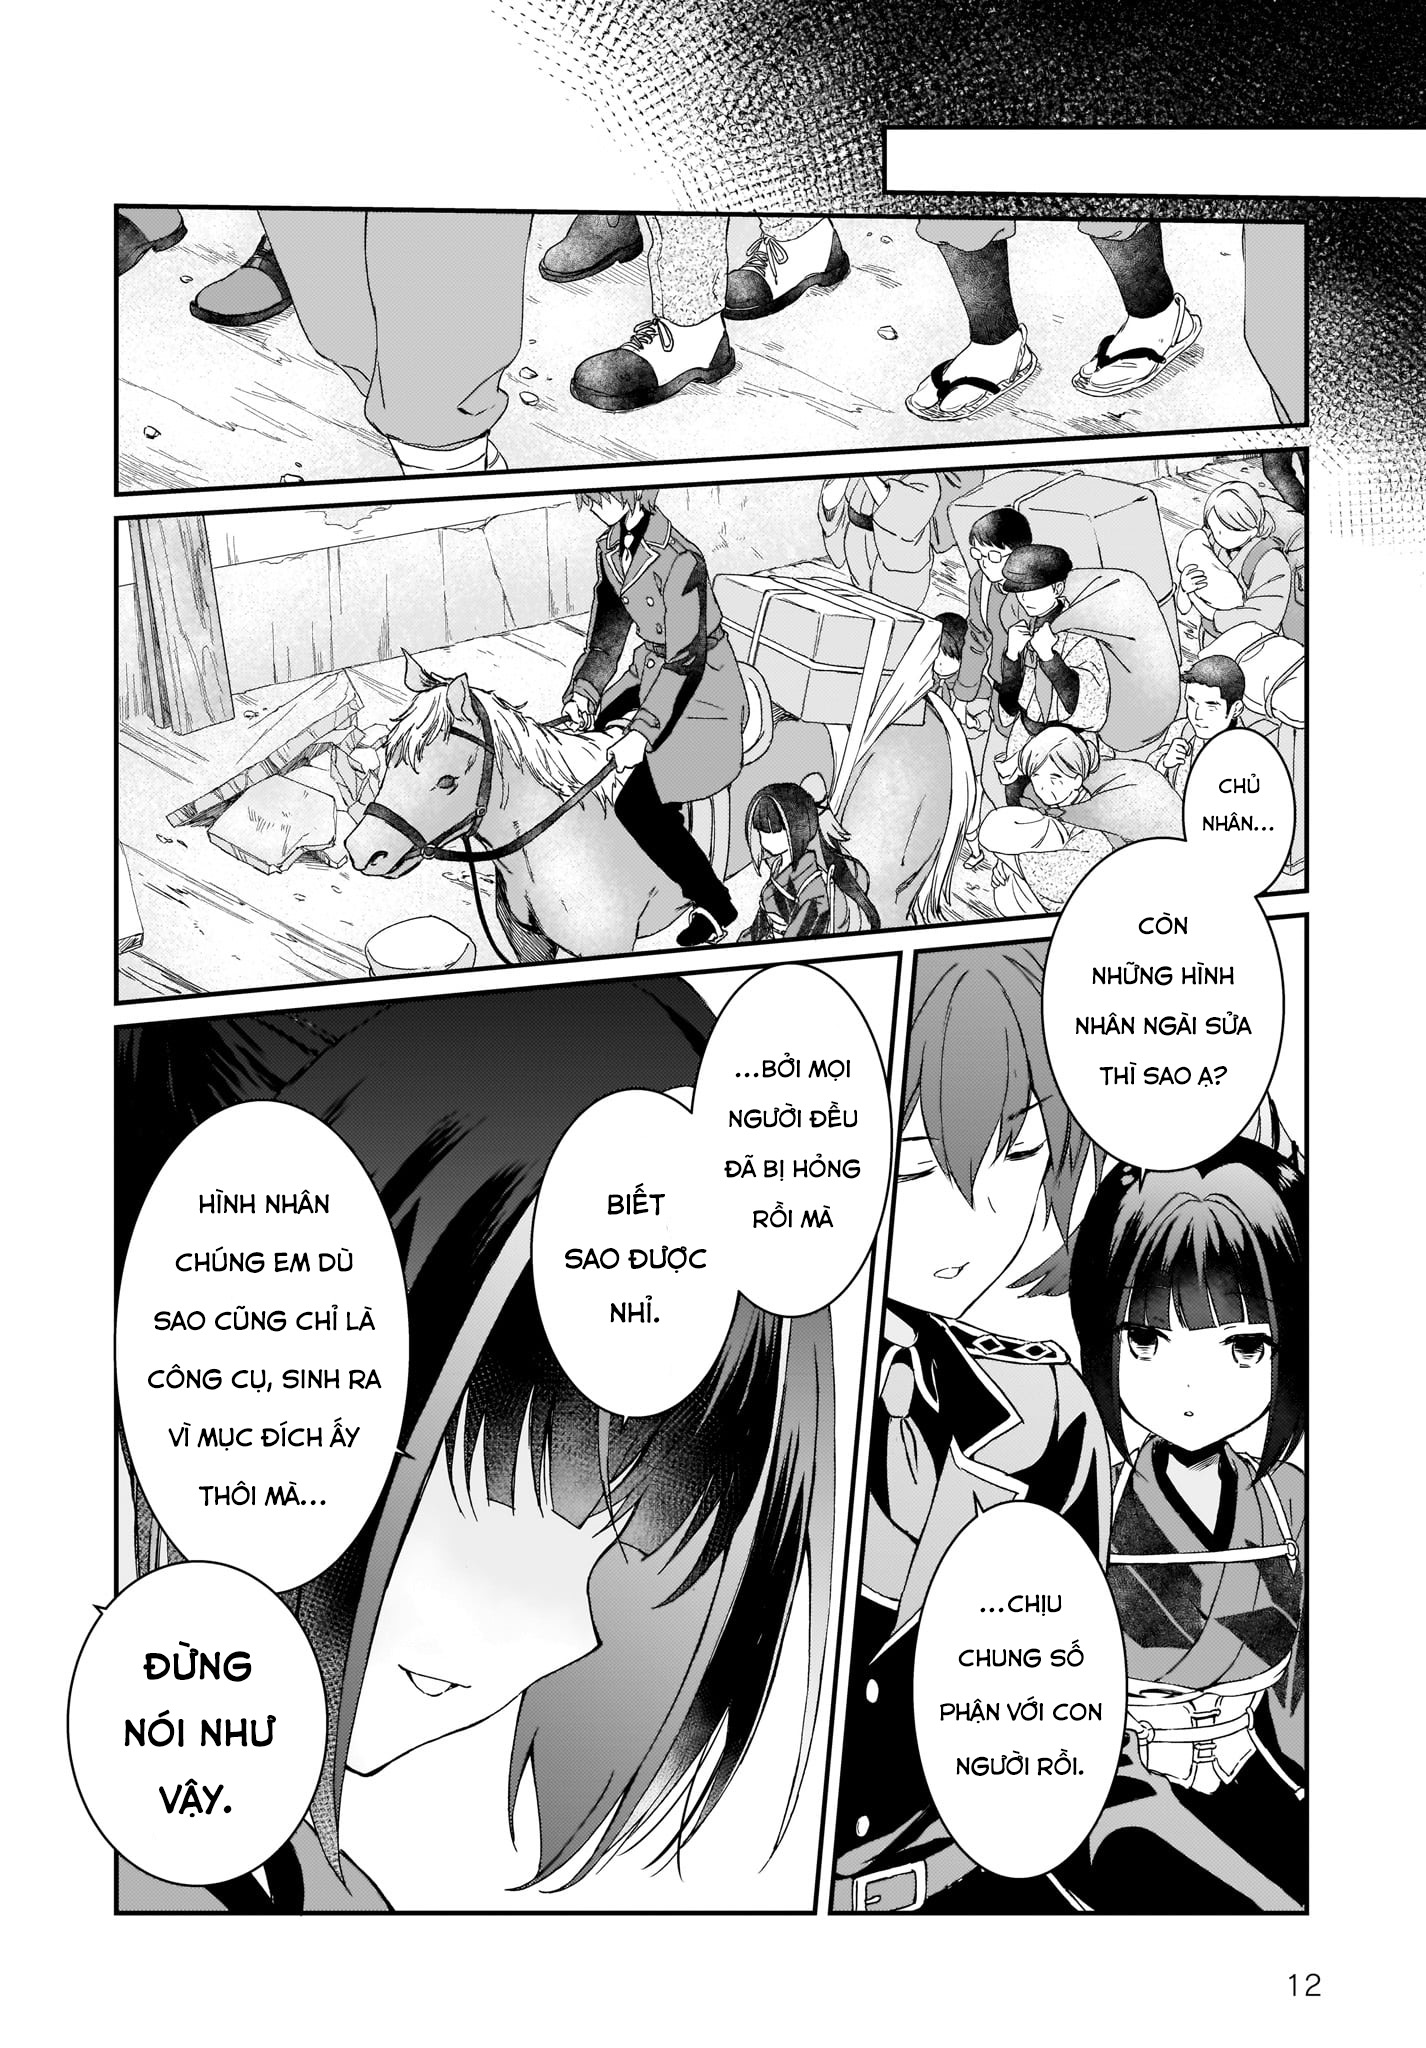 CHỦ
NHÂN...
CÒN
NHỮNG HÌNH
NHÂN NGÀI SỬA
THÌ SAO Ạ?
...CHỊU
CHUNG SỐ
PHẬN VỚI CON
NGƯỜI RỒI.
...BỞI MỌI
NGƯỜI ĐỀU
ĐÃ BỊ HỎNG
RỒI MÀ
BIẾT
SAO ĐƯỢC
NHỈ.
HÌNH NHÂN
CHÚNG EM DÙ
SAO CŨNG CHỈ LÀ
CÔNG CỤ, SINH RA
VÌ MỤC ĐÍCH ẤY
THÔI MÀ...
ĐỪNG
NÓI NHƯ
VẬY.
12